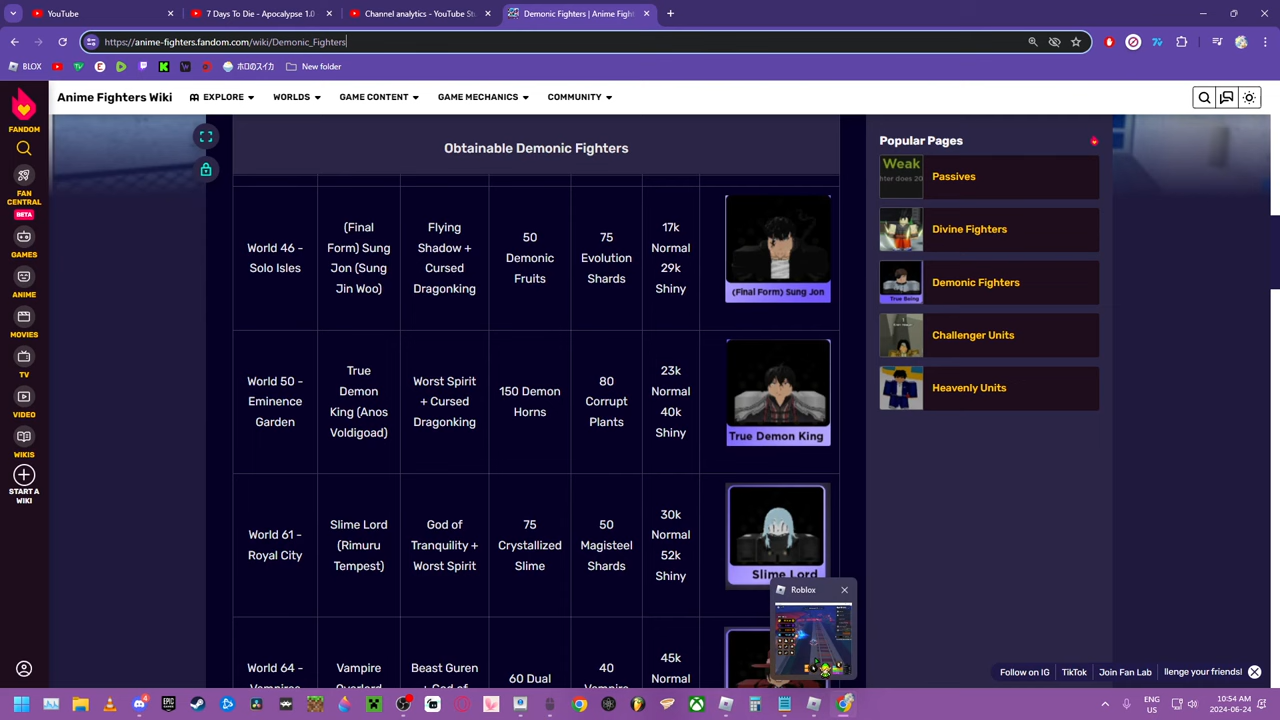 YouTube
7 Days To Die - Apocalypse 1.0
Channel analytics - YouTube St
Demonic Fighters | Anime Fight
https://anime-fighters.fandom.com/wiki/Demonic_Fighters
BLOX
ホロのスイカ
New folder
FANDOM
FAN CENTRAL
BETA
GAMES
ANIME
MOVIES
TV
VIDEO
WIKIS
START A WIKI
Anime Fighters Wiki
EXPLORE
WORLDS
GAME CONTENT
GAME MECHANICS
COMMUNITY
Obtainable Demonic Fighters
World 46 -
Solo Isles
(Final
Form) Sung
Jon (Sung
Jin Woo)
Flying
Shadow +
Cursed
Dragonking
50
Demonic
Fruits
75
Evolution
Shards
17k
Normal
29k
Shiny
(Final Form) Sung Jon
World 50 -
Eminence
Garden
True
Demon
King (Anos
Voldigoad)
Worst Spirit
+ Cursed
Dragonking
150 Demon
Horns
80
Corrupt
Plants
23k
Normal
40k
Shiny
True Demon King
World 61 -
Royal City
Slime Lord
(Rimuru
Tempest)
God of
Tranquility +
Worst Spirit
75
Crystallized
Slime
50
Magisteel
Shards
30k
Normal
52k
Shiny
Slime Lord
World 64 -
Vampire
Beast Guren
60 Dual
40
45k
Normal
Popular Pages
Weak
hter does 20
Passives
Divine Fighters
Demonic Fighters
True Being
Challenger Units
Heavenly Units
Roblox
Follow on IG
TikTok
Join Fan Lab
llenge your friends!
4
ENG
US
10:54 AM
2024-06-24